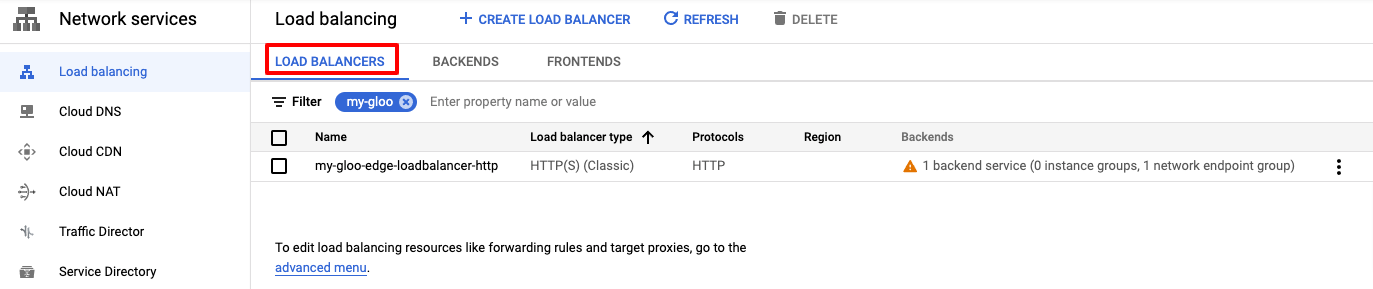 Network services
Load balancing
CREATE LOAD BALANCER
REFRESH
DELETE
Load balancing
Cloud DNS
Cloud CDN
Cloud NAT
Traffic Director
Service Directory
LOAD BALANCERS
BACKENDS
FRONTENDS
Filter my-gloo Enter property name or value
Name Load balancer type Protocols Region Backends
my-gloo-edge-loadbalancer-http HTTP(S) (Classic) HTTP 1 backend service (0 instance groups, 1 network endpoint group)
To edit load balancing resources like forwarding rules and target proxies, go to the
advanced menu.